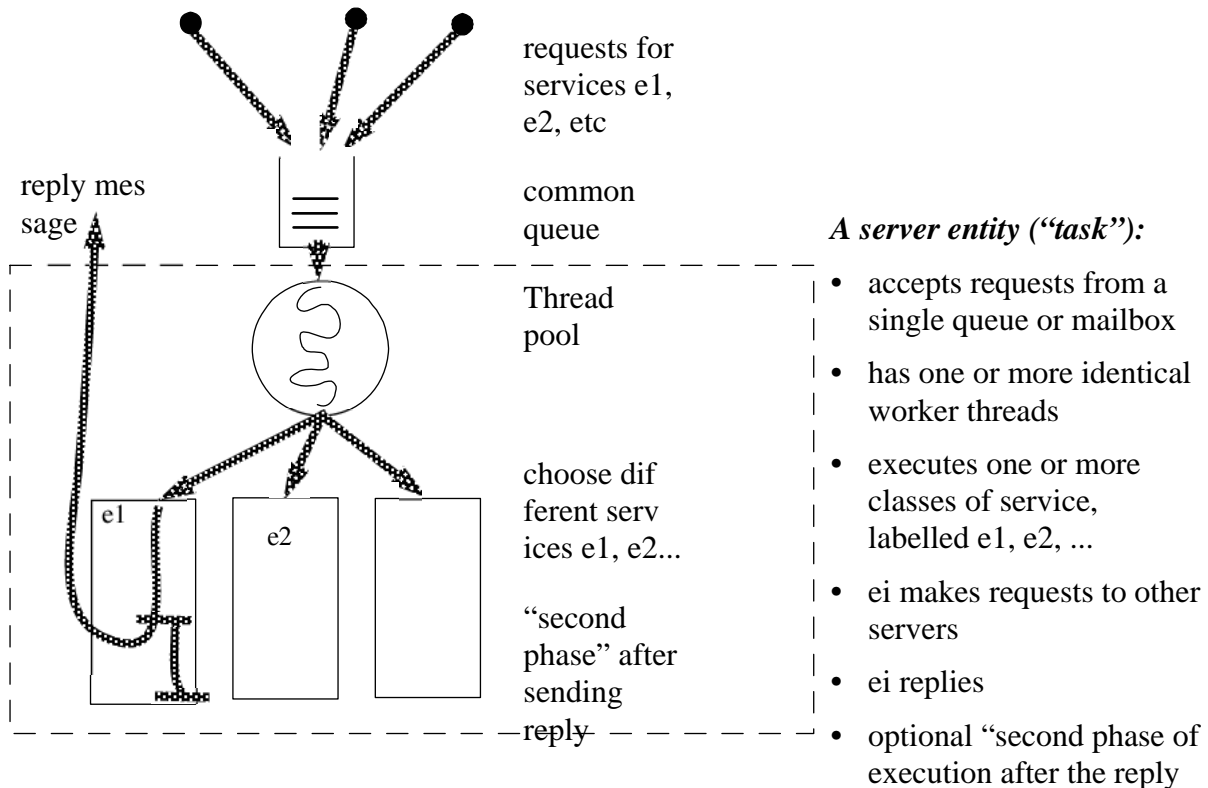 requests for
services e1,
e2, etc
reply mes
sage
common
queue
Thread
pool
choose dif
ferent serv
ices e1, e2...
“second
phase” after
sending
reply
e1
e2
A server entity (“task”):
• accepts requests from a
single queue or mailbox
• has one or more identical
worker threads
• executes one or more
classes of service,
labelled e1, e2, ...
• ei makes requests to other
servers
• ei replies
• optional “second phase of
execution after the reply